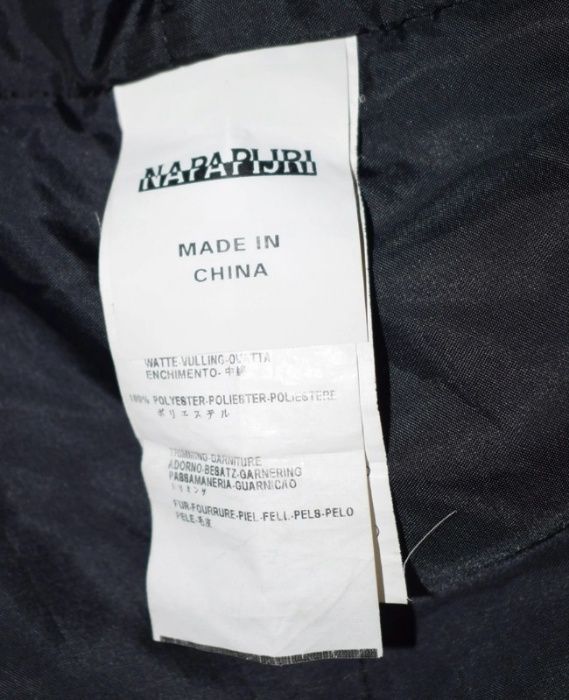 NAPAPIJRI
MADE IN
CHINA
WATTE-VULLING-OVATTA
ENCHIMENTO-中綿
100% POLYESTER-POLIESTER-POLIESTERE
ポリエステル
TRIMMING-GARNITURE
ADORNO-BESATZ-GARNERING
PASSAMANERIA-GUARNICAO
トリミング
FUR-FOURRURE-PIEL-FELL-PELS-PELO
PELE-毛皮